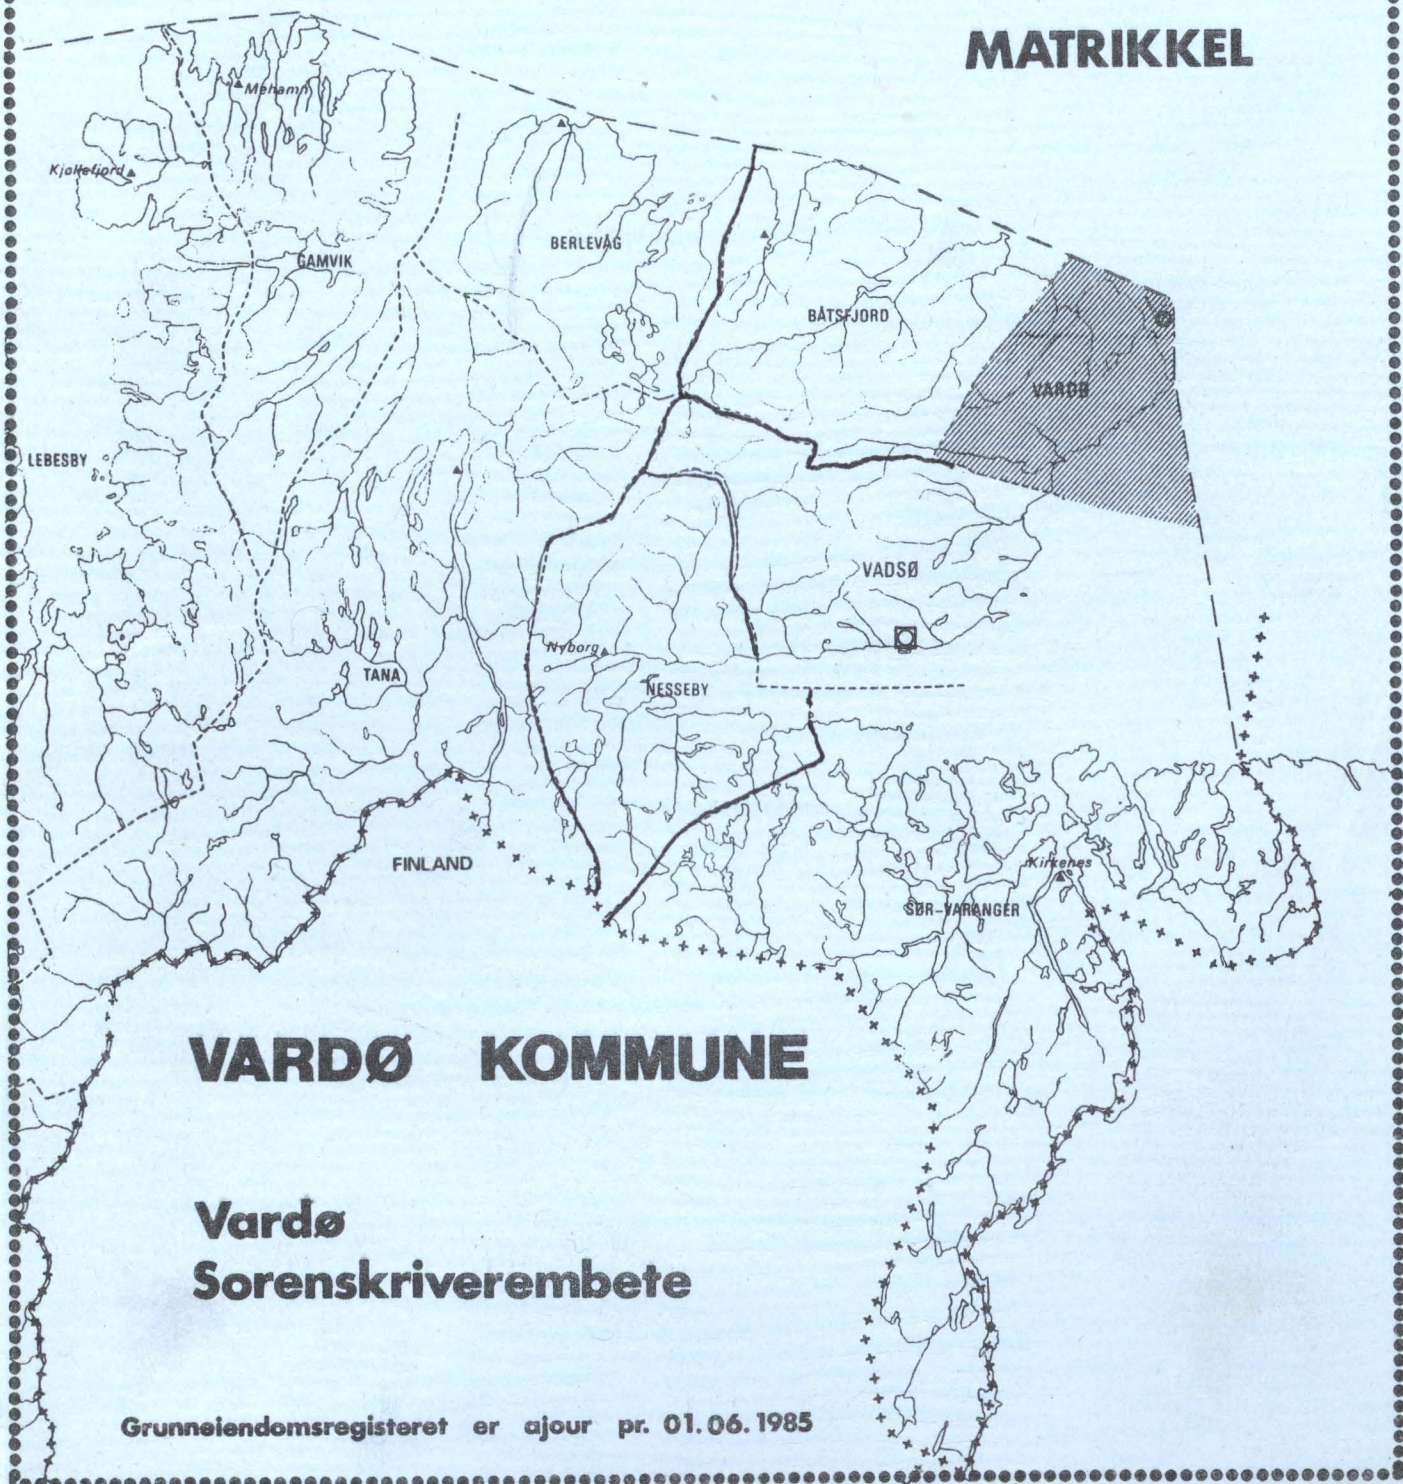 MATRIKKEL
Mehamn
Kjøllefjord
BERLEVÅG
GAMVIK
BÅTSFJORD
VARDØ
LEBESBY
VADSØ
Nyborg
TANA
NESSEBY
FINLAND
Kirkenes
SØR-VARANGER
VARDØ KOMMUNE
Vardø
Sorenskriverembete
Grunneiendomsregisteret er ajour pr. 01.06.1985